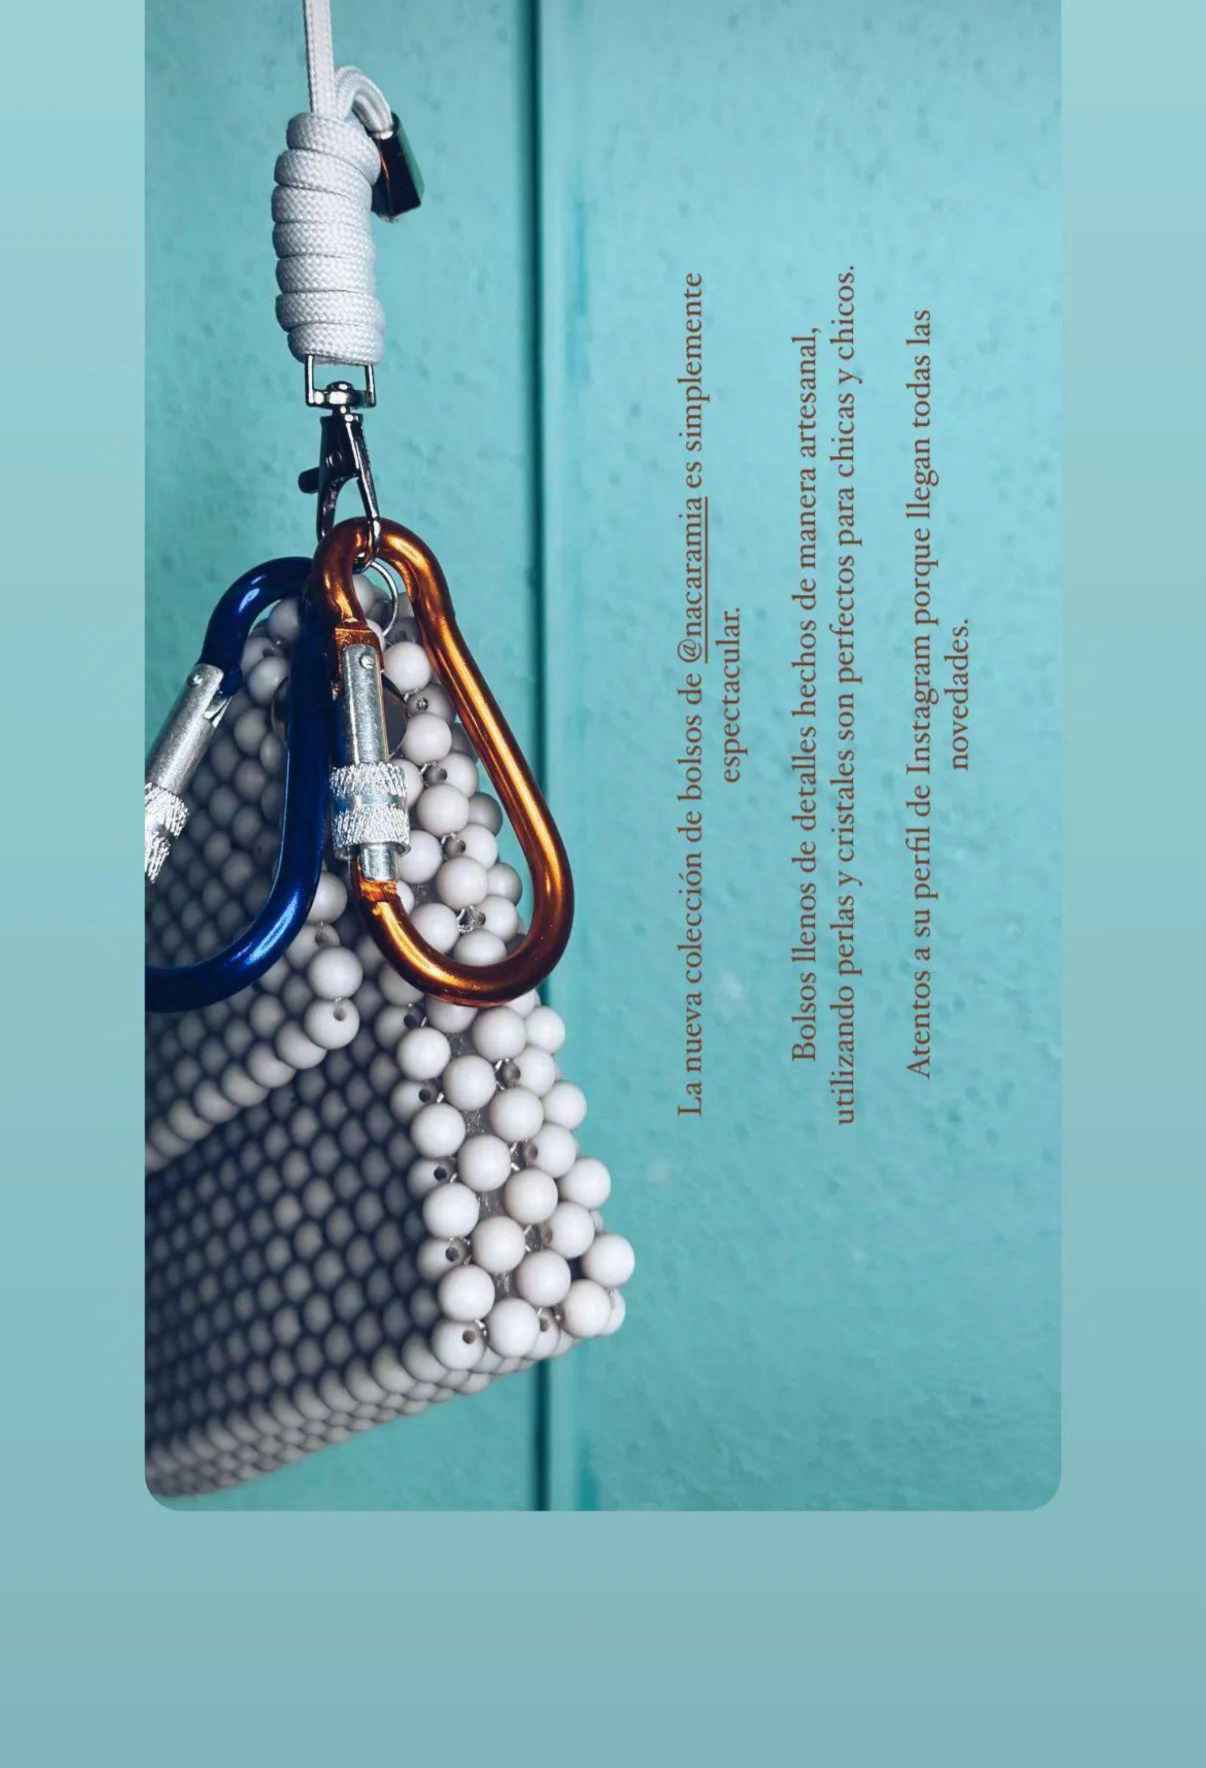 La nueva colección de bolsos de @nacaramia es simplemente
espectacular.
Bolsos llenos de detalles hechos de manera artesanal,
utilizando perlas y cristales son perfectos para chicas y chicos.
Atentos a su perfil de Instagram porque llegan todas las
novedades.